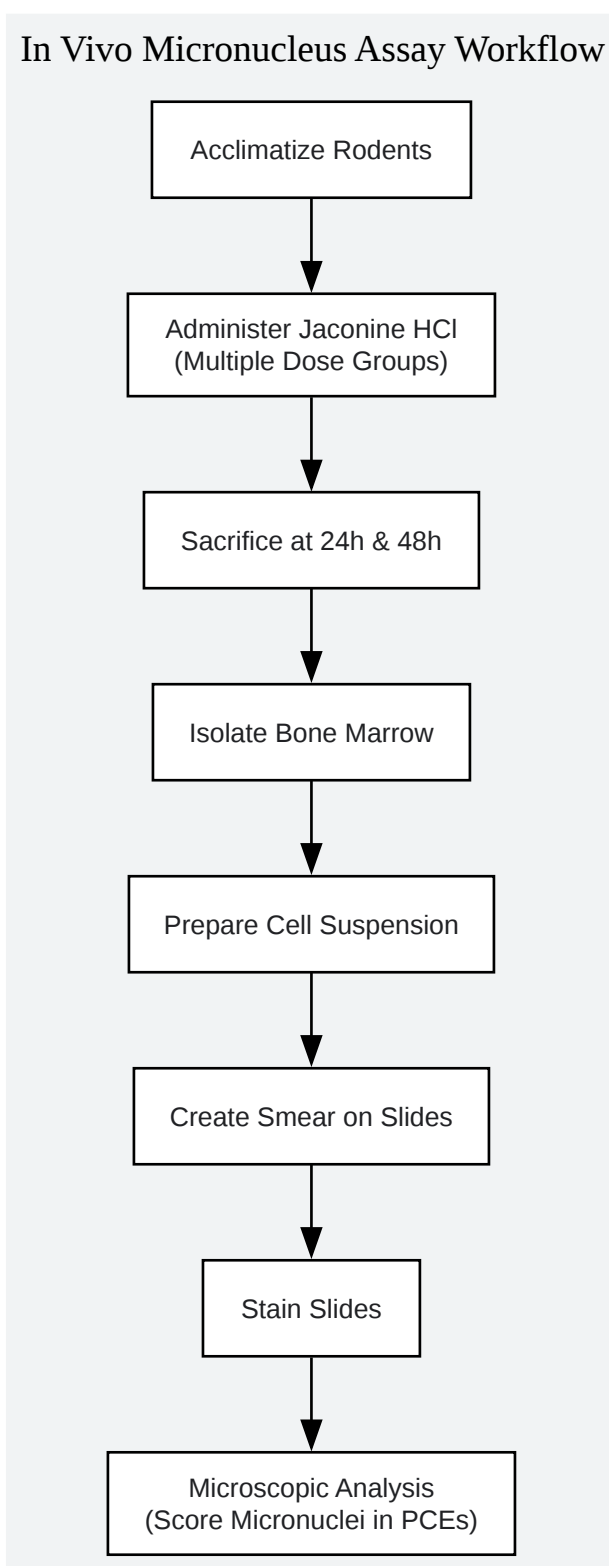 In Vivo Micronucleus Assay Workflow
Acclimatize Rodents
Administer Jaconine HCl
(Multiple Dose Groups)
Sacrifice at 24h & 48h
Isolate Bone Marrow
Prepare Cell Suspension
Create Smear on Slides
Stain Slides
Microscopic Analysis
(Score Micronuclei in PCEs)